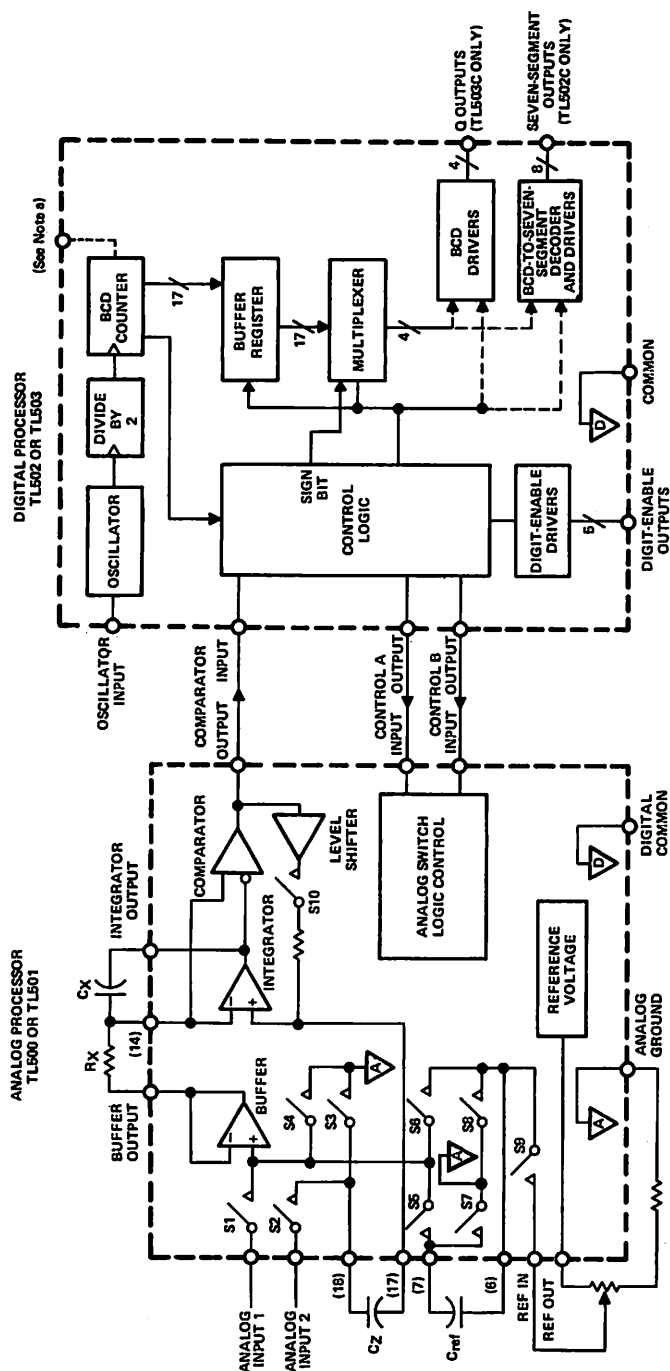 ANALOG PROCESSOR
TL500 OR TL501
DIGITAL PROCESSOR
TL502 OR TL503
(See Note a)
BUFFER
OUTPUT
RX
(14)
CX
INTEGRATOR
OUTPUT
COMPARATOR
OUTPUT
INPUT
OSCILLATOR
INPUT
OSCILLATOR
DIVIDE
BY
2
BCD
COUNTER
17
BUFFER
REGISTER
17
MULTIPLEXER
4
BCD
DRIVERS
4
Q OUTPUTS
(TL503C ONLY)
BCD-TO-SEVEN-
SEGMENT
DECODER
AND DRIVERS
8
SEVEN-SEGMENT
OUTPUTS
(TL502C ONLY)
SIGN
BIT
CONTROL
LOGIC
DIGIT-ENABLE
DRIVERS
5
DIGIT-ENABLE
OUTPUTS
D
COMMON
COMPARATOR
INTEGRATOR
-
+
LEVEL
SHIFTER
S10
BUFFER
-
+
S1
S2
S4
S3
A
S5
S6
A
S7
S8
S9
ANALOG
INPUT 1
ANALOG
INPUT 2
(18)
CZ
(17)
(7)
Cref
(6)
REF IN
REF OUT
CONTROL A
INPUT
OUTPUT
CONTROL B
INPUT
OUTPUT
ANALOG SWITCH
LOGIC CONTROL
REFERENCE
VOLTAGE
A
ANALOG
GROUND
D
DIGITAL
COMMON